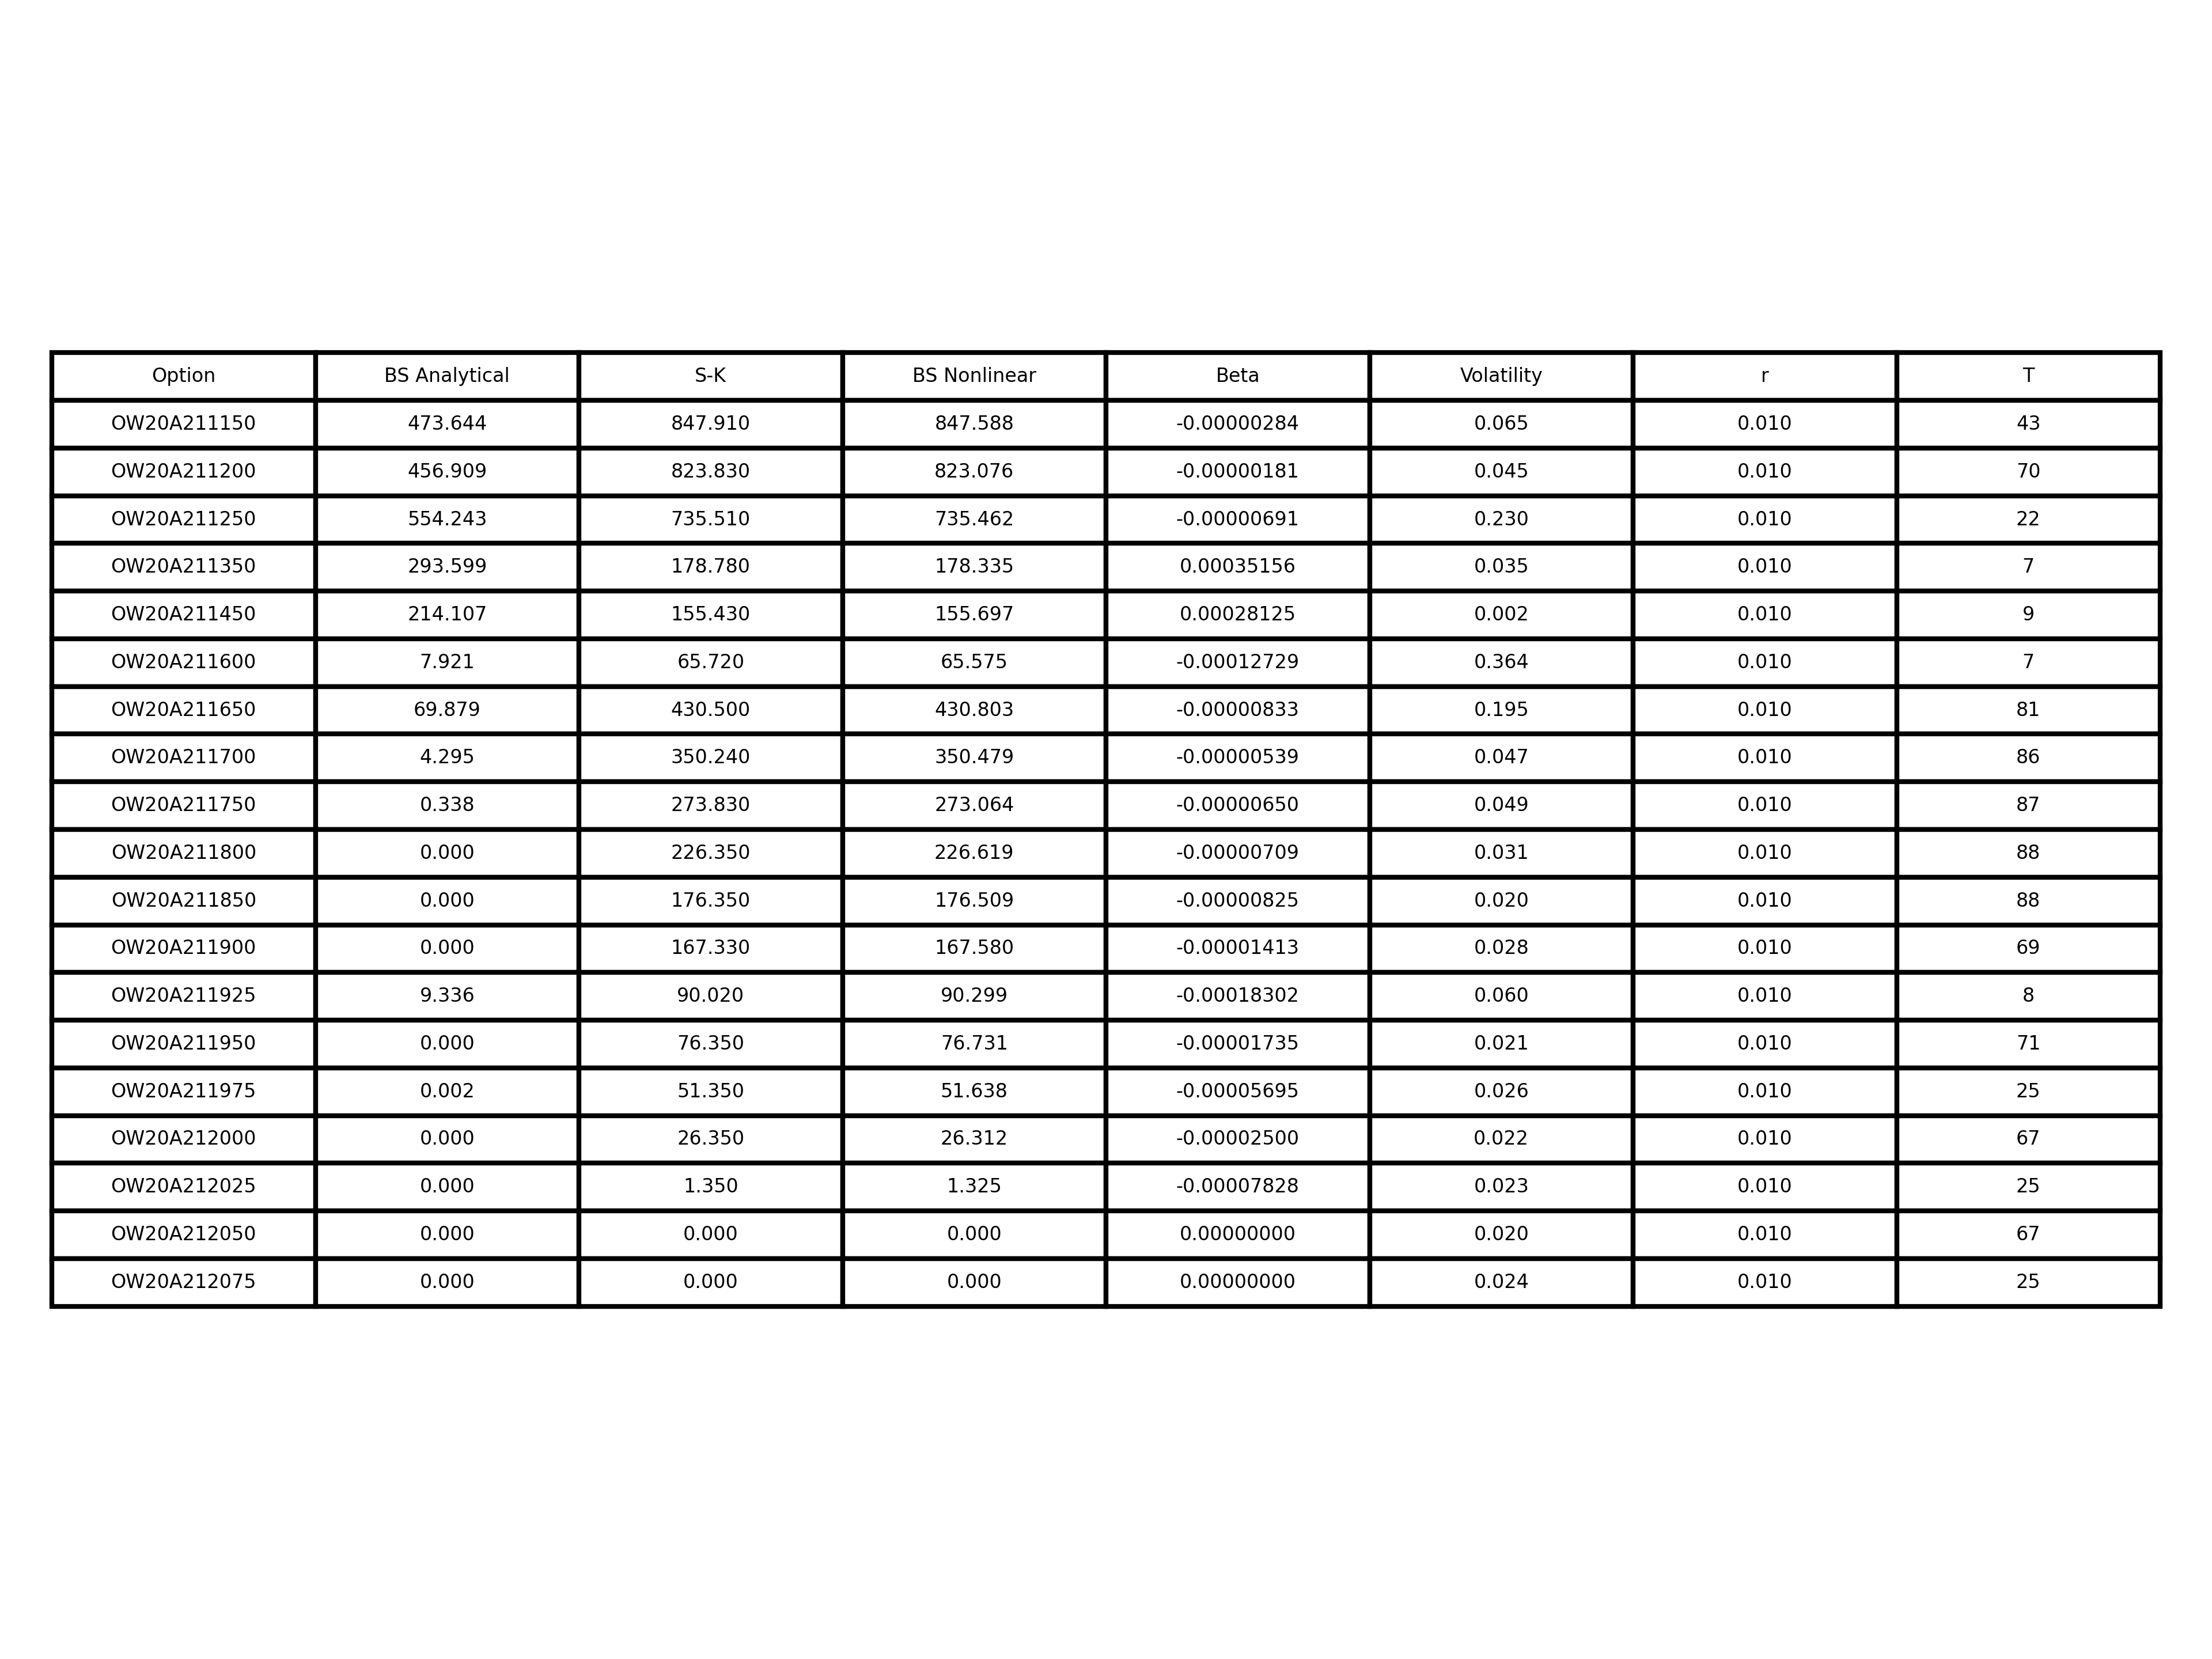 Option BS Analytical S-K BS Nonlinear Beta Volatility r T
OW20A211150 473.644 847.910 847.588 -0.00000284 0.065 0.010 43
OW20A211200 456.909 823.830 823.076 -0.00000181 0.045 0.010 70
OW20A211250 554.243 735.510 735.462 -0.00000691 0.230 0.010 22
OW20A211350 293.599 178.780 178.335 0.00035156 0.035 0.010 7
OW20A211450 214.107 155.430 155.697 0.00028125 0.002 0.010 9
OW20A211600 7.921 65.720 65.575 -0.00012729 0.364 0.010 7
OW20A211650 69.879 430.500 430.803 -0.00000833 0.195 0.010 81
OW20A211700 4.295 350.240 350.479 -0.00000539 0.047 0.010 86
OW20A211750 0.338 273.830 273.064 -0.00000650 0.049 0.010 87
OW20A211800 0.000 226.350 226.619 -0.00000709 0.031 0.010 88
OW20A211850 0.000 176.350 176.509 -0.00000825 0.020 0.010 88
OW20A211900 0.000 167.330 167.580 -0.00001413 0.028 0.010 69
OW20A211925 9.336 90.020 90.299 -0.00018302 0.060 0.010 8
OW20A211950 0.000 76.350 76.731 -0.00001735 0.021 0.010 71
OW20A211975 0.002 51.350 51.638 -0.00005695 0.026 0.010 25
OW20A212000 0.000 26.350 26.312 -0.00002500 0.022 0.010 67
OW20A212025 0.000 1.350 1.325 -0.00007828 0.023 0.010 25
OW20A212050 0.000 0.000 0.000 0.00000000 0.020 0.010 67
OW20A212075 0.000 0.000 0.000 0.00000000 0.024 0.010 25